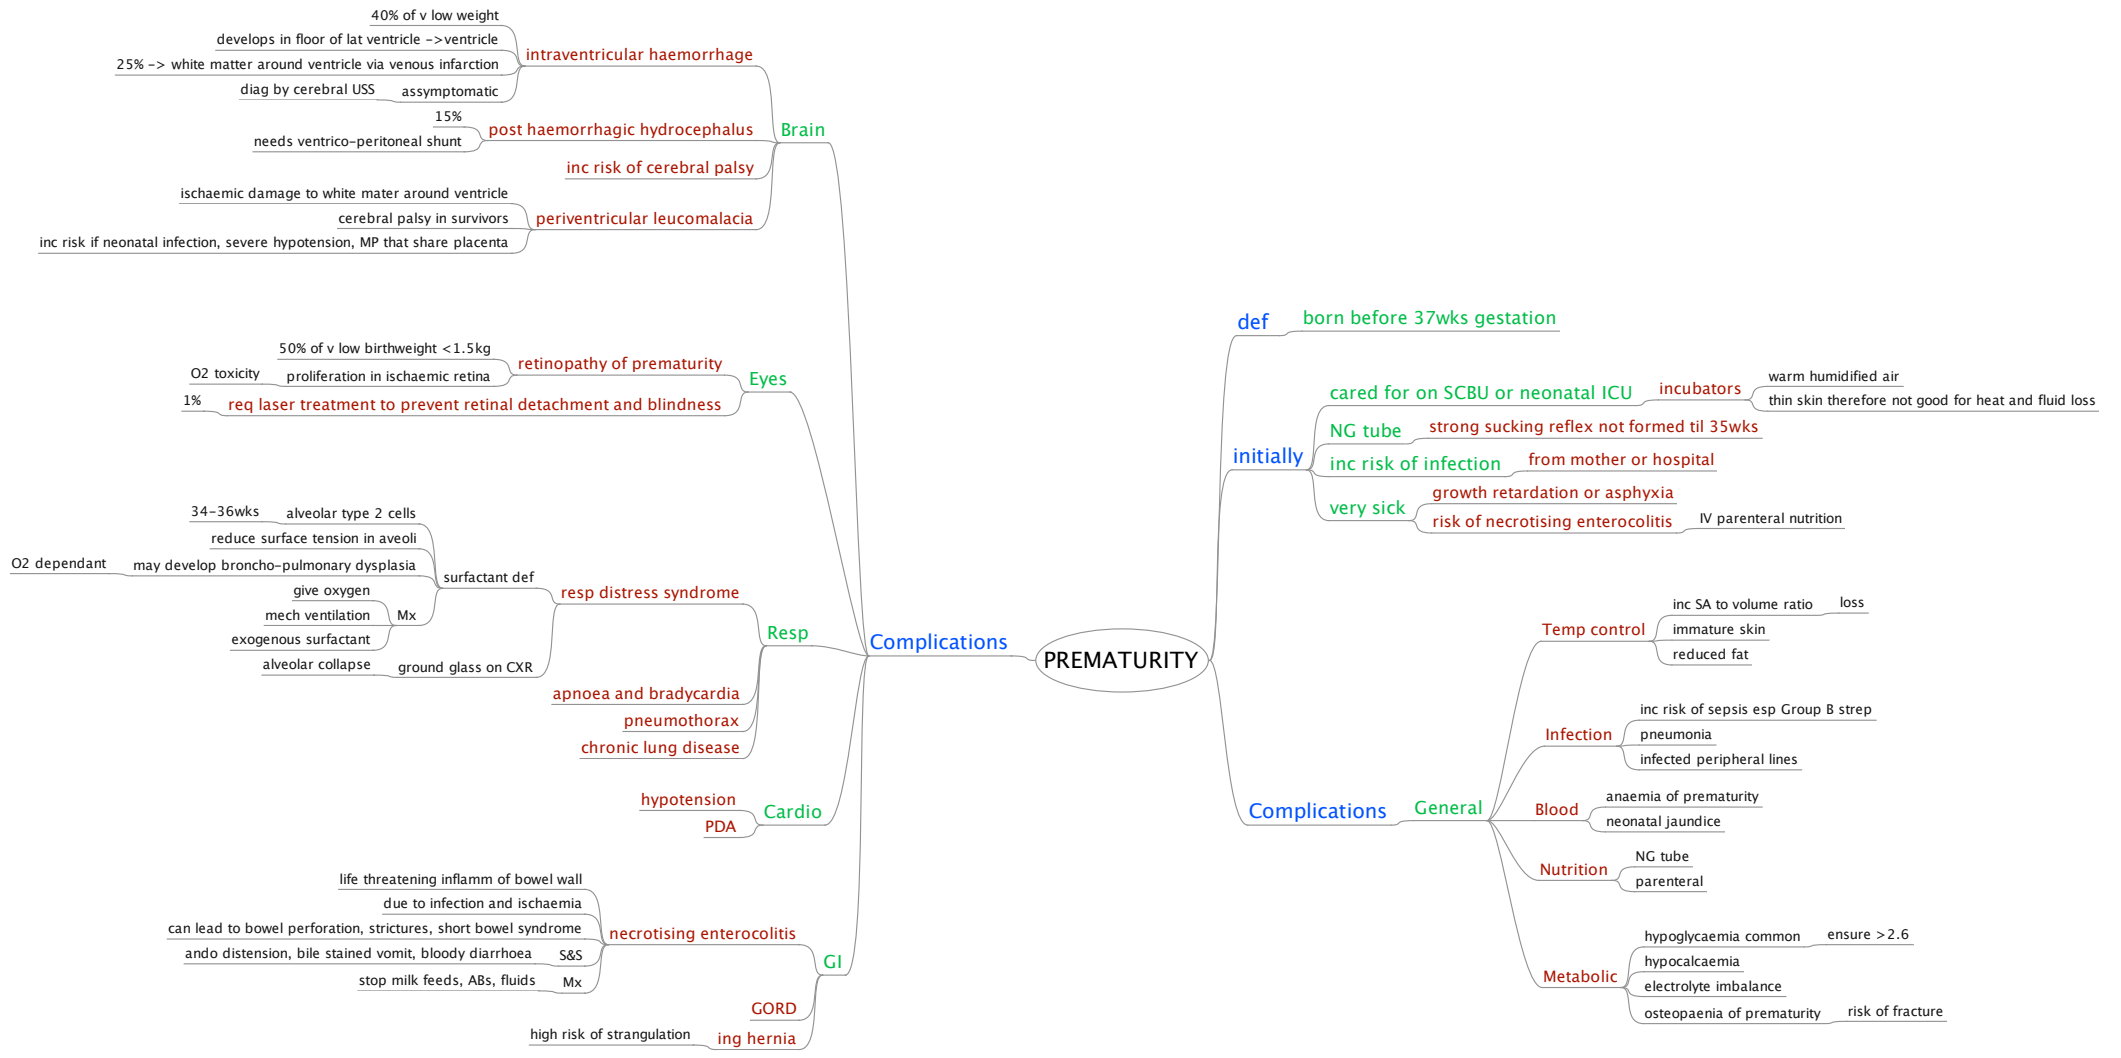 PREMATURITY
def
born before 37wks gestation
initially
cared for on SCBU or neonatal ICU
incubators
warm humidified air
thin skin therefore not good for heat and fluid loss
NG tube
strong sucking reflex not formed til 35wks
inc risk of infection
from mother or hospital
very sick
growth retardation or asphyxia
risk of necrotising enterocolitis
IV parenteral nutrition
Complications
General
Temp control
inc SA to volume ratio
loss
immature skin
reduced fat
Infection
inc risk of sepsis esp Group B strep
pneumonia
infected peripheral lines
Blood
anaemia of prematurity
neonatal jaundice
Nutrition
NG tube
parenteral
Metabolic
hypoglycaemia common
ensure >2.6
hypocalcaemia
electrolyte imbalance
osteopaenia of prematurity
risk of fracture
Complications
Brain
intraventricular haemorrhage
40% of v low weight
develops in floor of lat ventricle ->ventricle
25% -> white matter around ventricle via venous infarction
assymptomatic
diag by cerebral USS
post haemorrhagic hydrocephalus
15%
needs ventrico-peritoneal shunt
inc risk of cerebral palsy
periventricular leucomalacia
ischaemic damage to white mater around ventricle
cerebral palsy in survivors
inc risk if neonatal infection, severe hypotension, MP that share placenta
Eyes
retinopathy of prematurity
50% of v low birthweight <1.5kg
proliferation in ischaemic retina
O2 toxicity
req laser treatment to prevent retinal detachment and blindness
1%
Resp
resp distress syndrome
surfactant def
alveolar type 2 cells
34-36wks
reduce surface tension in aveoli
may develop broncho-pulmonary dysplasia
O2 dependant
Mx
give oxygen
mech ventilation
exogenous surfactant
ground glass on CXR
alveolar collapse
apnoea and bradycardia
pneumothorax
chronic lung disease
Cardio
hypotension
PDA
GI
necrotising enterocolitis
life threatening inflamm of bowel wall
due to infection and ischaemia
can lead to bowel perforation, strictures, short bowel syndrome
S&S
ando distension, bile stained vomit, bloody diarrhoea
Mx
stop milk feeds, ABs, fluids
GORD
ing hernia
high risk of strangulation